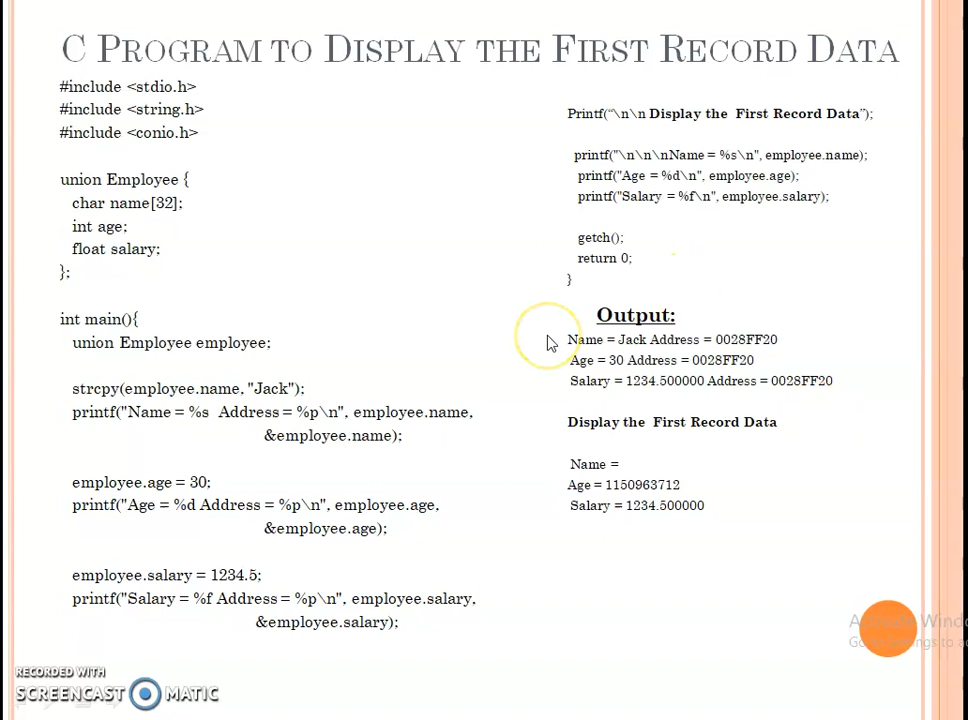 C PROGRAM TO DISPLAY THE FIRST RECORD DATA
#include <stdio.h>
#include <string.h>
#include <conio.h>
union Employee {
char name[32];
int age;
float salary;
};
int main(){
union Employee employee;
strcpy(employee.name, "Jack");
printf("Name = %s  Address = %p\n", employee.name,
&employee.name);
employee.age = 30;
printf("Age = %d Address = %p\n", employee.age,
&employee.age);
employee.salary = 1234.5;
printf("Salary = %f Address = %p\n", employee.salary,
&employee.salary);
Printf(“\n\n Display the  First Record Data”);
printf("\n\n\nName = %s\n", employee.name);
printf("Age = %d\n", employee.age);
printf("Salary = %f\n", employee.salary);
getch();
return 0;
}
Output:
Name = Jack Address = 0028FF20
Age = 30 Address = 0028FF20
Salary = 1234.500000 Address = 0028FF20
Display the  First Record Data
Name =
Age = 1150963712
Salary = 1234.500000
RECORDED WITH
SCREENCAST MATIC